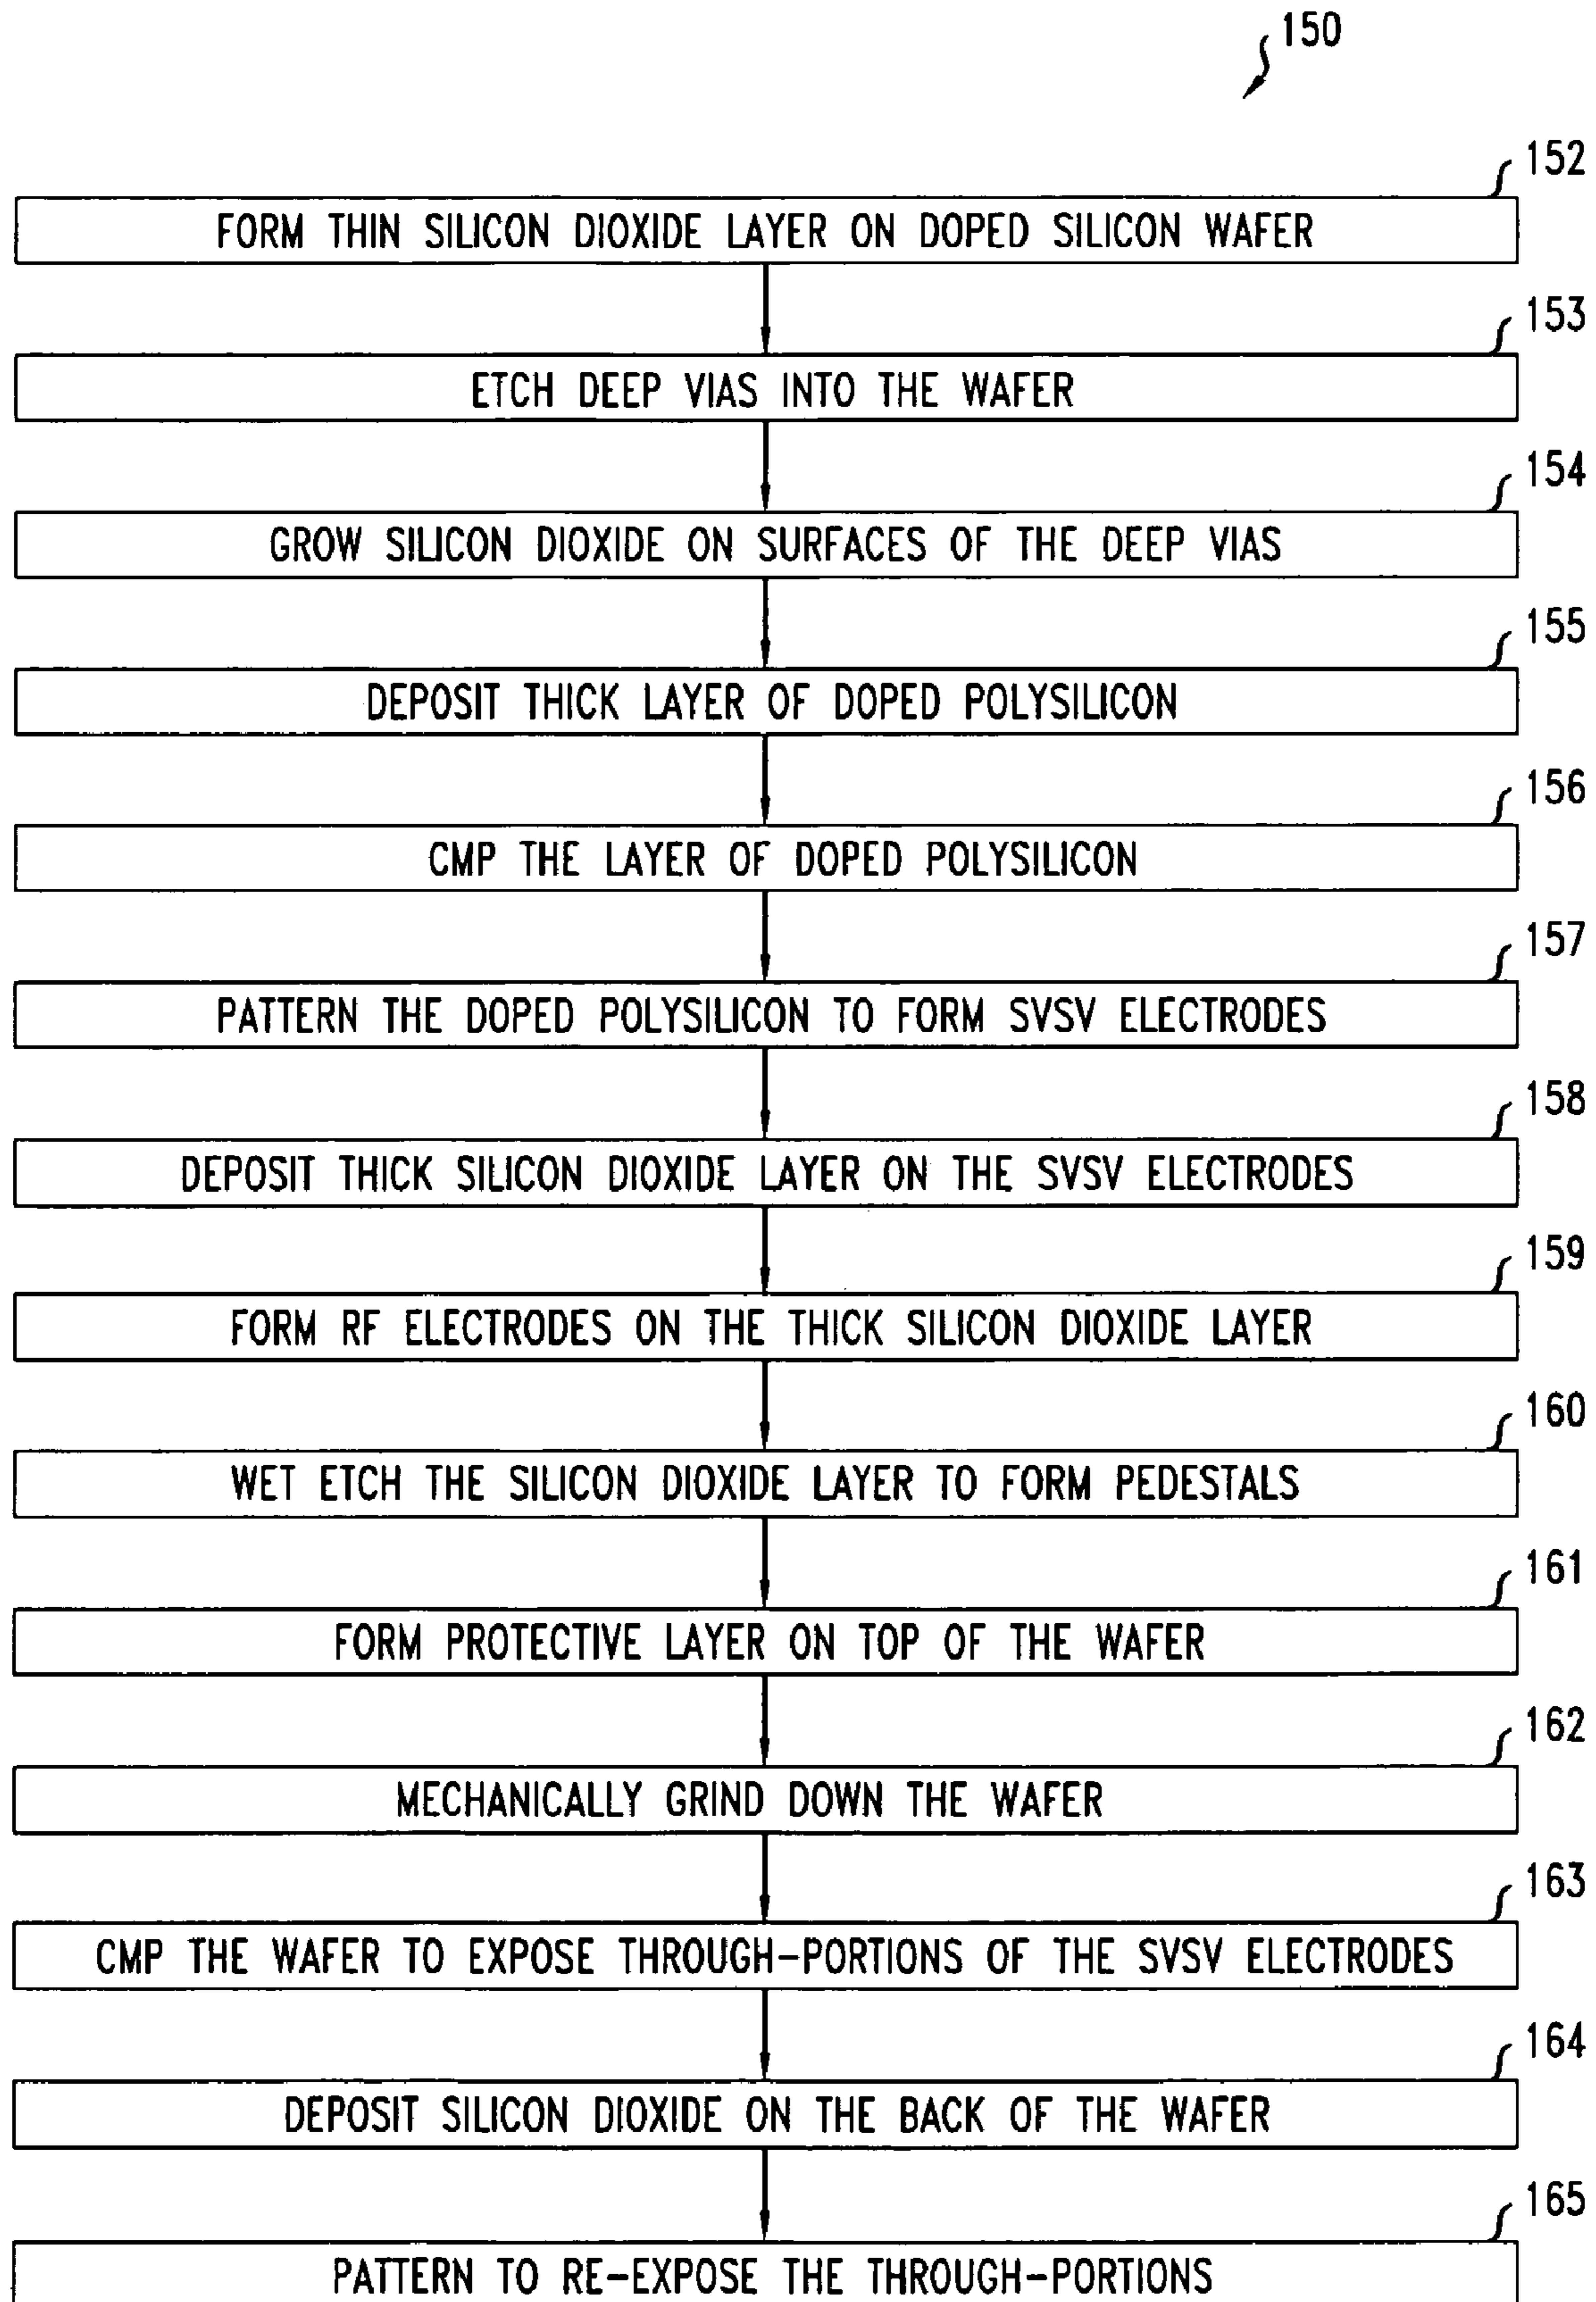 150
152
FORM THIN SILICON DIOXIDE LAYER ON DOPED SILICON WAFER
153
ETCH DEEP VIAS INTO THE WAFER
154
GROW SILICON DIOXIDE ON SURFACES OF THE DEEP VIAS
155
DEPOSIT THICK LAYER OF DOPED POLYSILICON
156
CMP THE LAYER OF DOPED POLYSILICON
157
PATTERN THE DOPED POLYSILICON TO FORM SVSV ELECTRODES
158
DEPOSIT THICK SILICON DIOXIDE LAYER ON THE SVSV ELECTRODES
159
FORM RF ELECTRODES ON THE THICK SILICON DIOXIDE LAYER
160
WET ETCH THE SILICON DIOXIDE LAYER TO FORM PEDESTALS
161
FORM PROTECTIVE LAYER ON TOP OF THE WAFER
162
MECHANICALLY GRIND DOWN THE WAFER
163
CMP THE WAFER TO EXPOSE THROUGH-PORTIONS OF THE SVSV ELECTRODES
164
DEPOSIT SILICON DIOXIDE ON THE BACK OF THE WAFER
165
PATTERN TO RE-EXPOSE THE THROUGH-PORTIONS